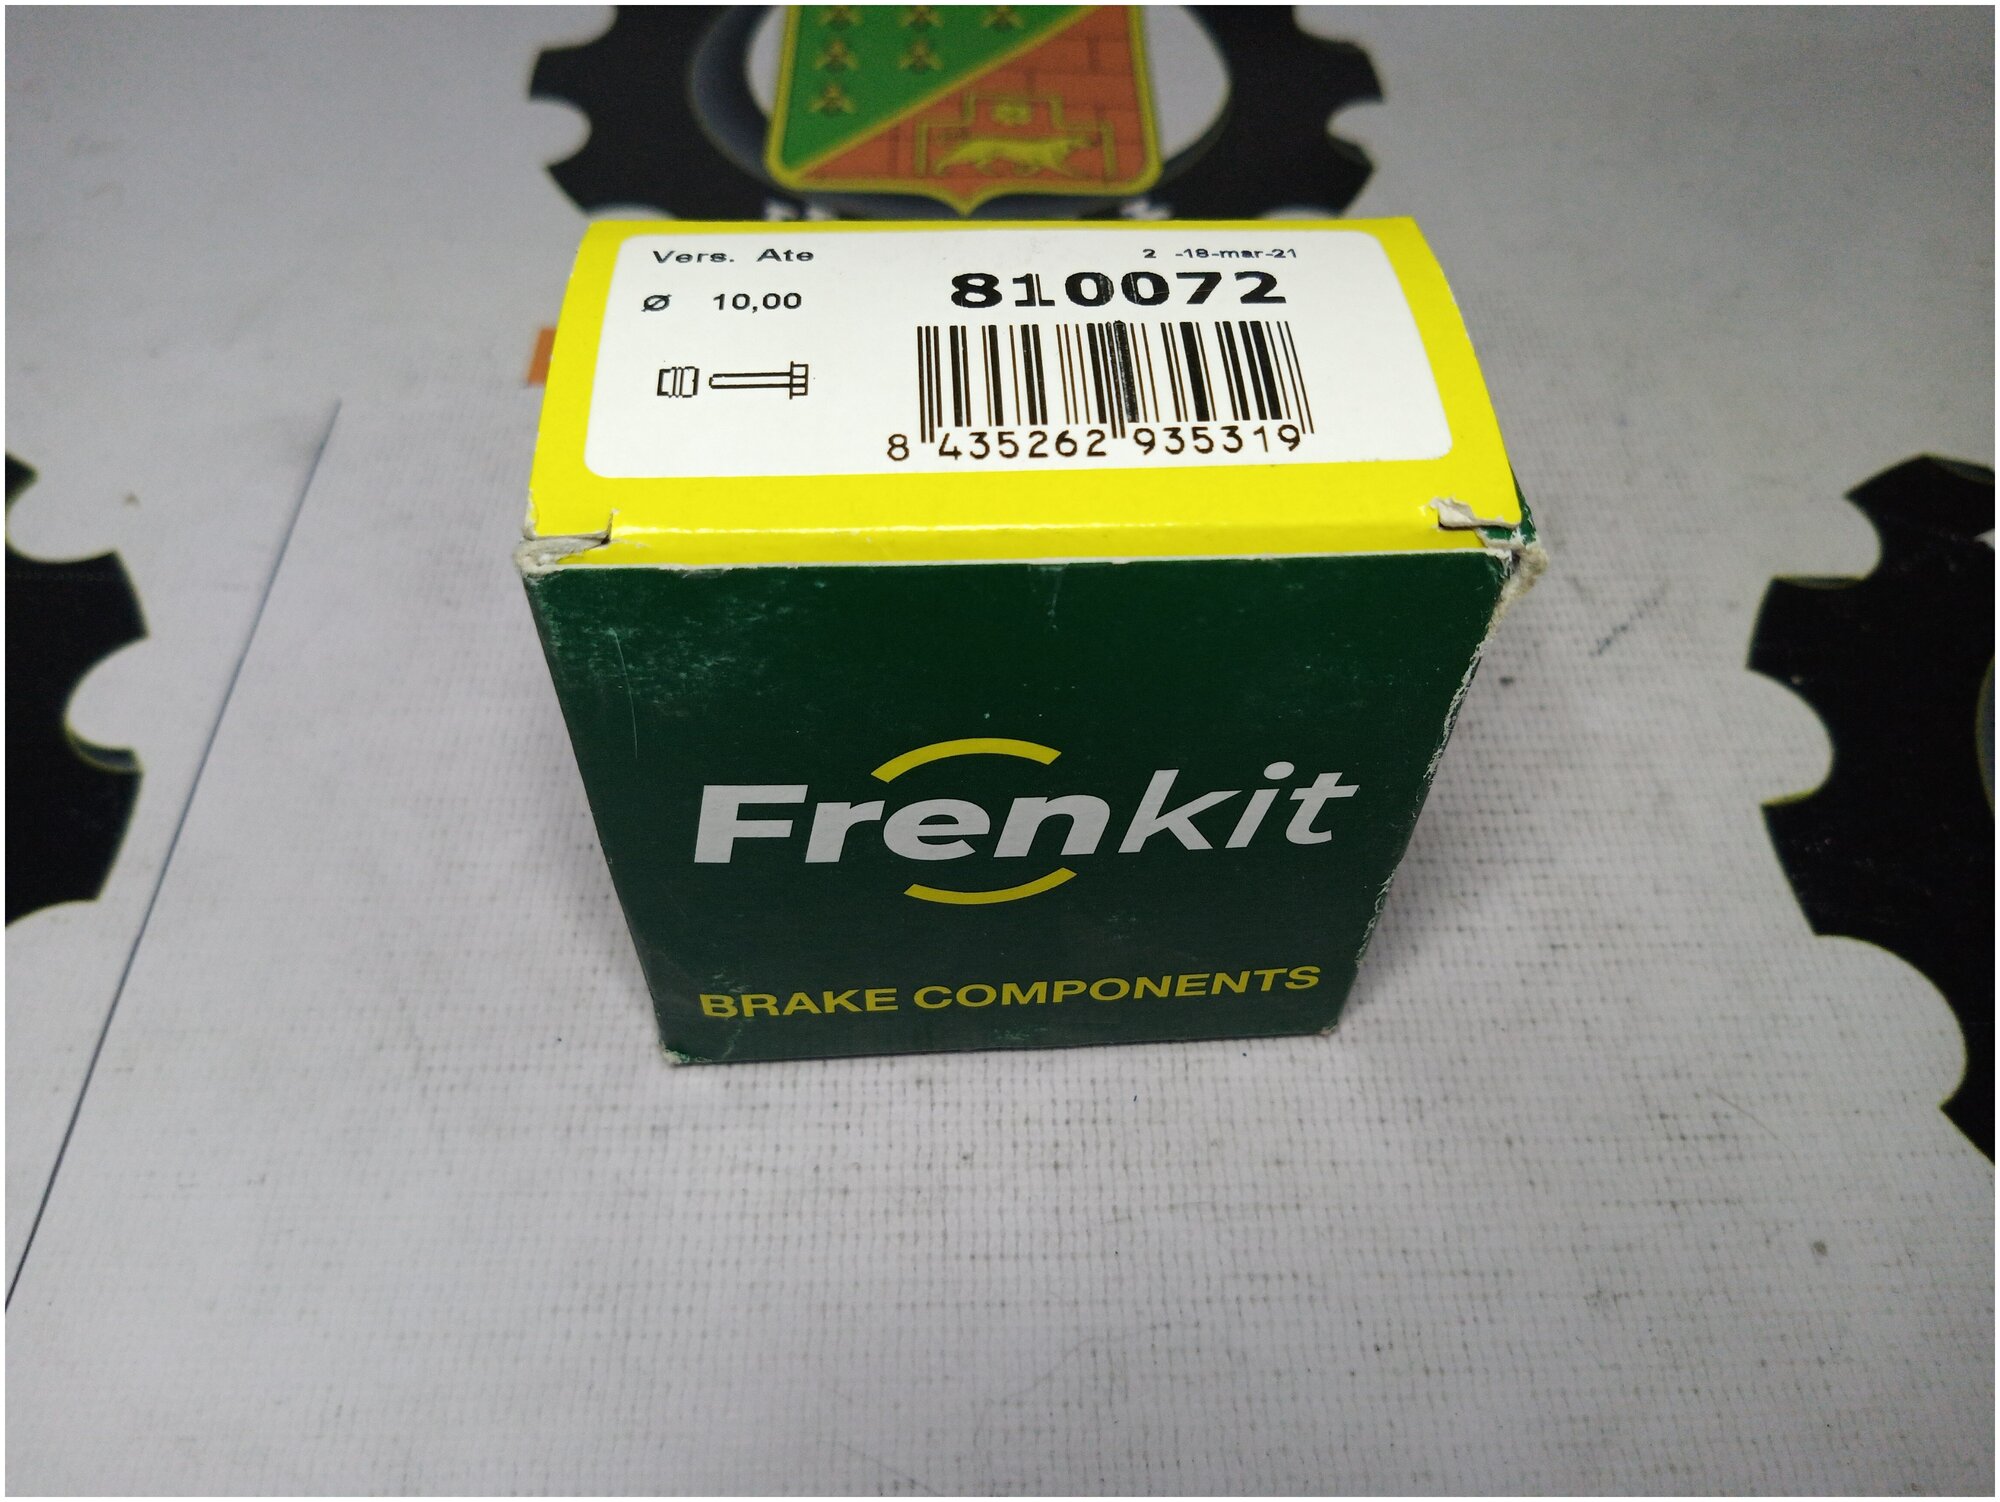 Vers. Ate
2 -18-mar-21
Ø 10,00
810072
8 435262 935319
Frenkit
BRAKE COMPONENTS